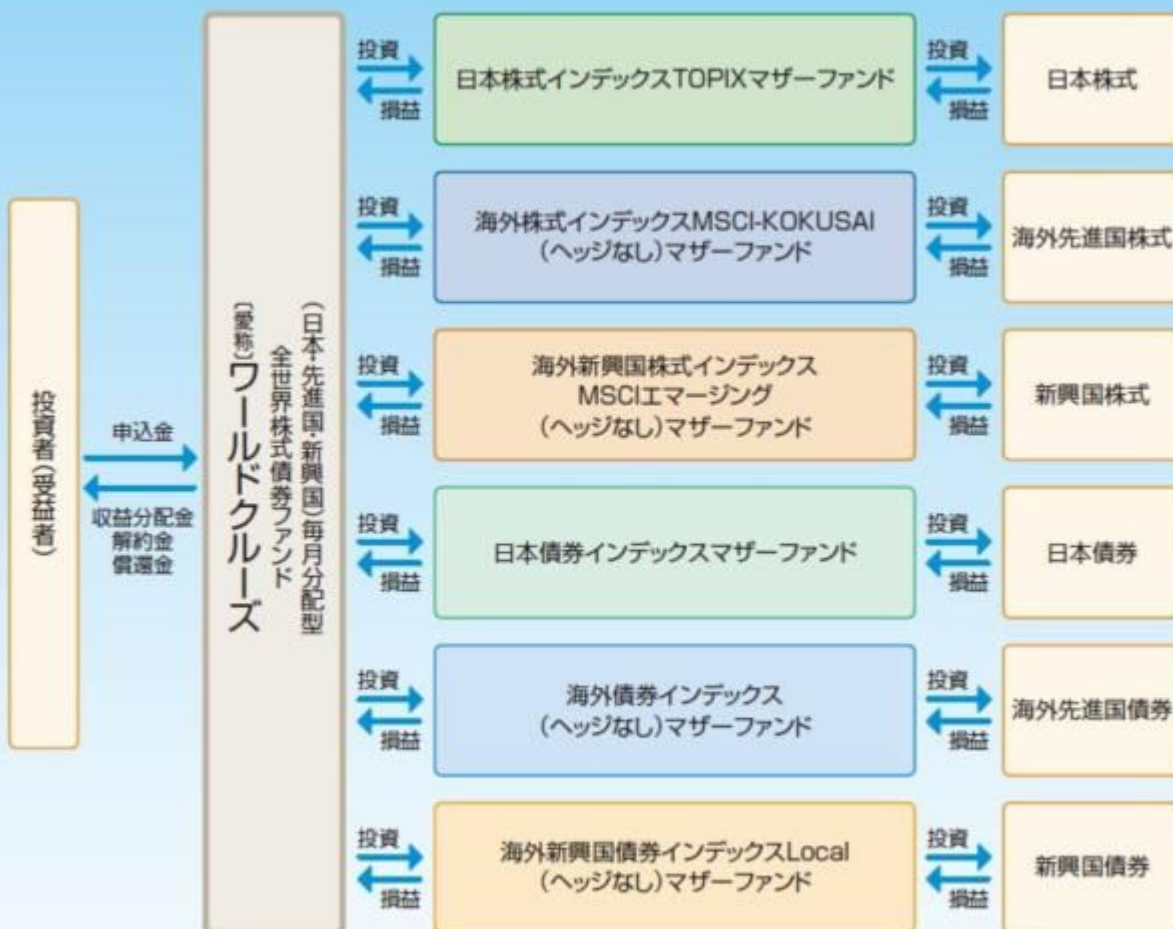 投資者(受益者)
申込金
収益分配金
解約金
償還金
(日本・先進国・新興国)毎月分配型
全世界株式債券ファンド
〔愛称〕ワールドクルーズ
投資
損益
日本株式インデックスTOPIXマザーファンド
投資
損益
日本株式
投資
損益
海外株式インデックスMSCI-KOKUSAI
(ヘッジなし)マザーファンド
投資
損益
海外先進国株式
投資
損益
海外新興国株式インデックス
MSCIエマージング
(ヘッジなし)マザーファンド
投資
損益
新興国株式
投資
損益
日本債券インデックスマザーファンド
投資
損益
日本債券
投資
損益
海外債券インデックス
(ヘッジなし)マザーファンド
投資
損益
海外先進国債券
投資
損益
海外新興国債券インデックスLocal
(ヘッジなし)マザーファンド
投資
損益
新興国債券